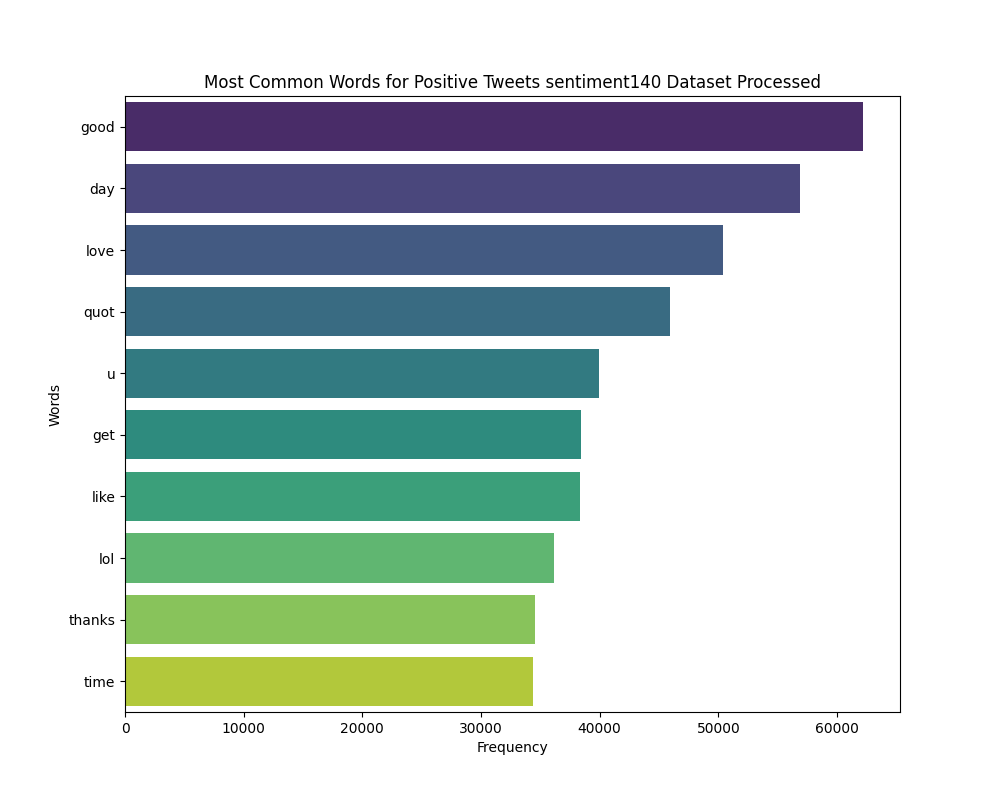 Most Common Words for Positive Tweets sentiment140 Dataset Processed
good
day
love
quot
u
get
like
lol
thanks
time
Words
0 10000 20000 30000 40000 50000 60000
Frequency